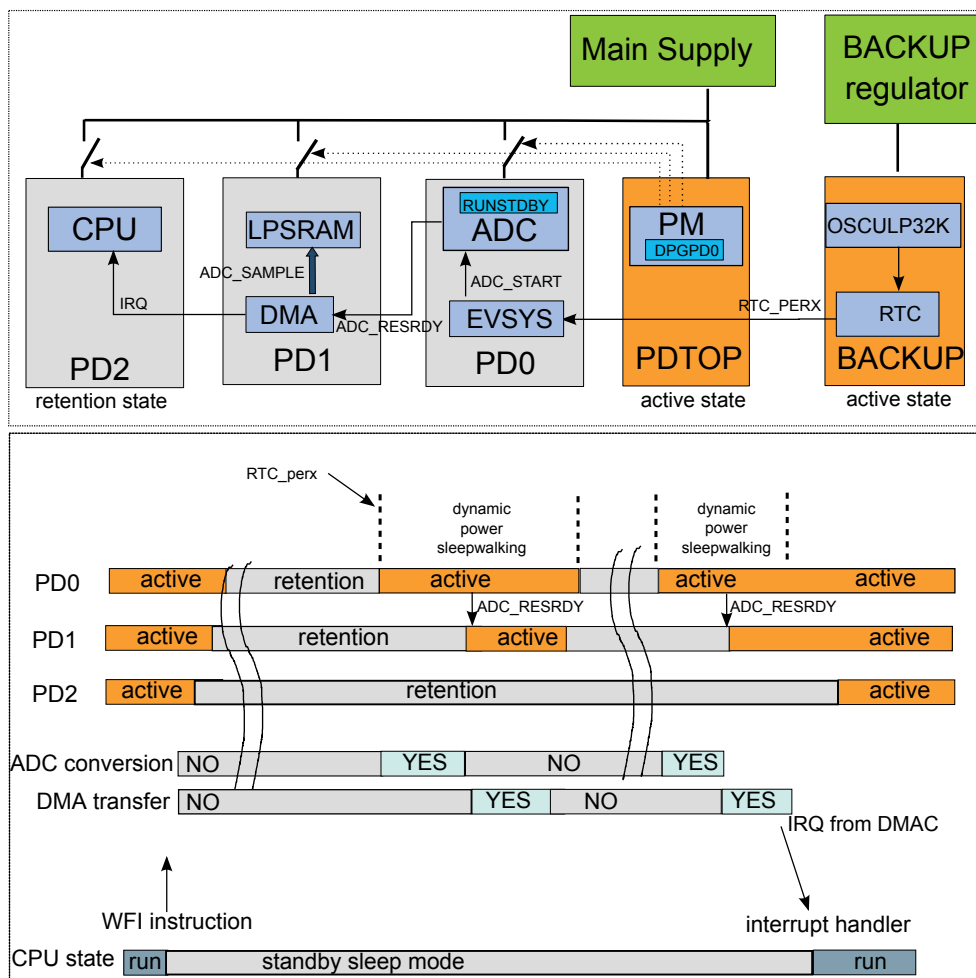 Main Supply
BACKUP
regulator
CPU
LPSRAM
RUNSTDBY
ADC
PM
DPGPD0
OSCULP32K
ADC_SAMPLE
ADC_START
IRQ
DMA
ADC_RESRDY
EVSYS
RTC_PERX
RTC
PD2
PD1
PD0
PDTOP
BACKUP
retention state
active state
active state
RTC_perx
dynamic
power
sleepwalking
dynamic
power
sleepwalking
PD0 active retention active active active
ADC_RESRDY ADC_RESRDY
PD1 active retention active active
PD2 active retention active
ADC conversion NO YES NO YES
DMA transfer NO YES NO YES
IRQ from DMAC
WFI instruction interrupt handler
CPU state run standby sleep mode run